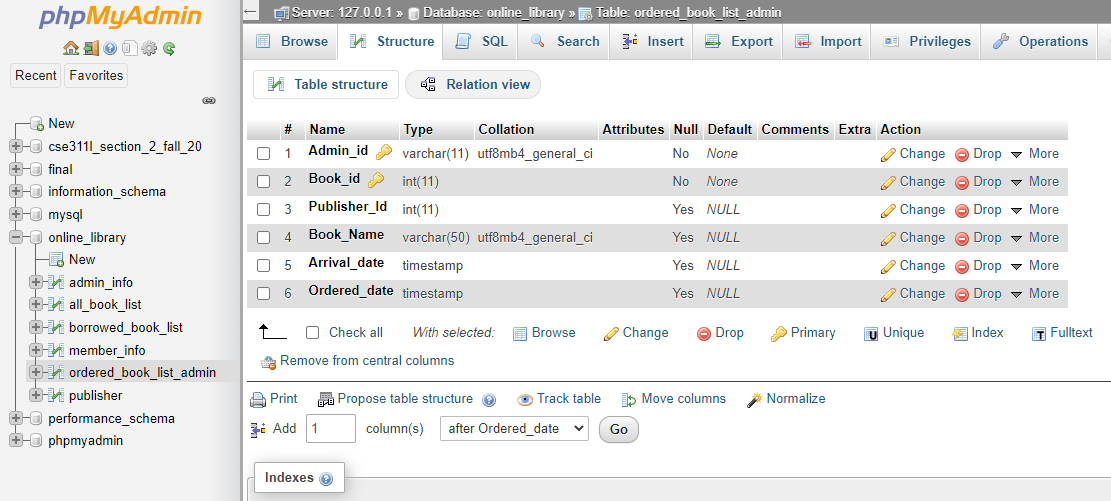 phpMyAdmin
Recent Favorites
New
cse311l_section_2_fall_20
final
information_schema
mysql
online_library
New
admin_info
all_book_list
borrowed_book_list
member_info
ordered_book_list_admin
publisher
performance_schema
phpmyadmin
Server: 127.0.0.1 » Database: online_library » Table: ordered_book_list_admin
Browse Structure SQL Search Insert Export Import Privileges Operations
Table structure Relation view
# Name Type Collation Attributes Null Default Comments Extra Action
1 Admin_id varchar(11) utf8mb4_general_ci No None Change Drop More
2 Book_id int(11) No None Change Drop More
3 Publisher_Id int(11) Yes NULL Change Drop More
4 Book_Name varchar(50) utf8mb4_general_ci Yes NULL Change Drop More
5 Arrival_date timestamp Yes NULL Change Drop More
6 Ordered_date timestamp Yes NULL Change Drop More
Check all With selected: Browse Change Drop Primary Unique Index Fulltext
Remove from central columns
Print Propose table structure Track table Move columns Normalize
Add 1 column(s) after Ordered_date Go
Indexes